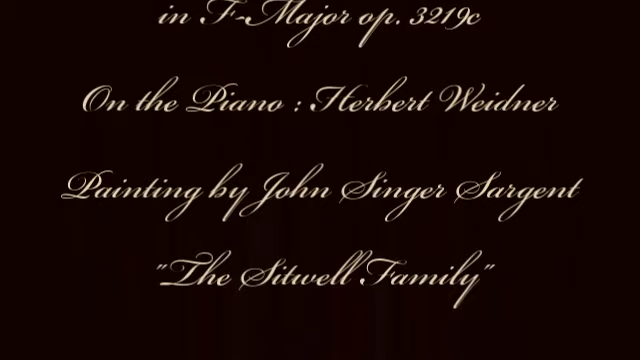 in F-Major op. 3219c
On the Piano : Herbert Weidner
Painting by John Singer Sargent
"The Sitwell Family"